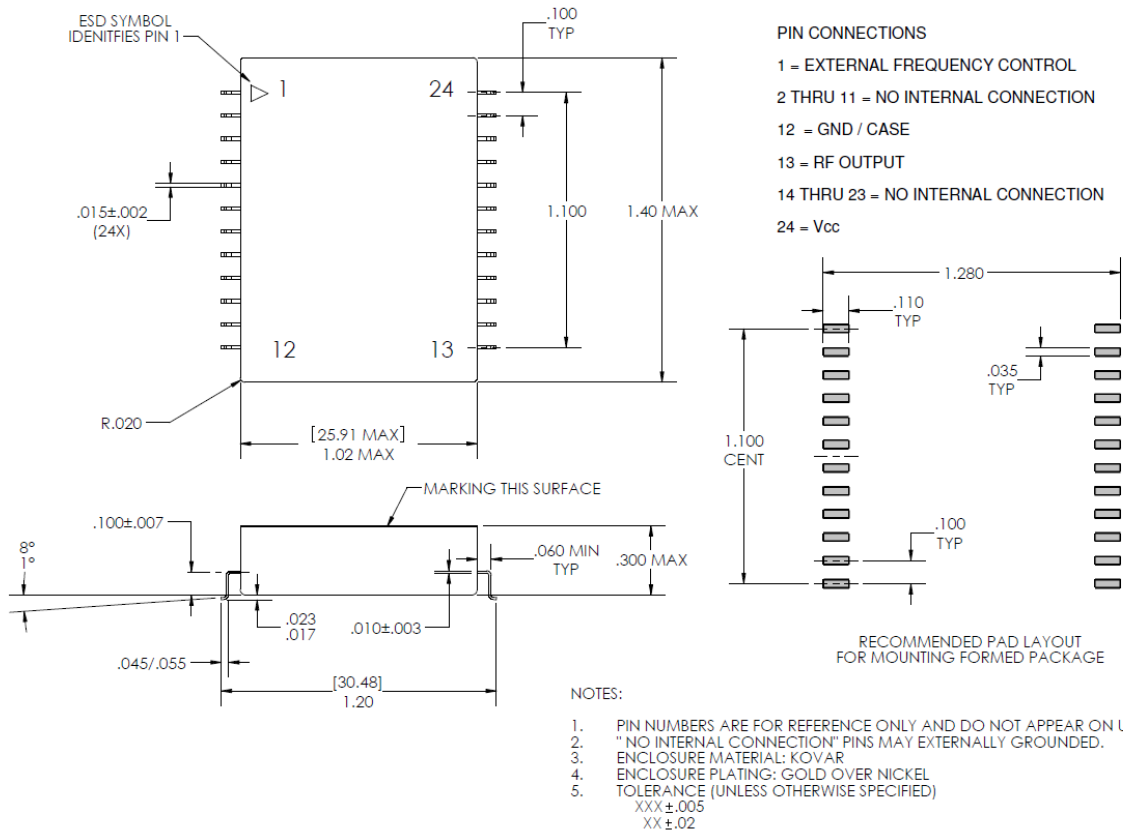 ESD SYMBOL
IDENITFIES PIN 1
.100
TYP
1
24
.015±.002
(24X)
1.100
1.40 MAX
12
13
R.020
[25.91 MAX]
1.02 MAX
PIN CONNECTIONS
1 = EXTERNAL FREQUENCY CONTROL
2 THRU 11 = NO INTERNAL CONNECTION
12 = GND / CASE
13 = RF OUTPUT
14 THRU 23 = NO INTERNAL CONNECTION
24 = Vcc
1.280
.110
TYP
.035
TYP
1.100
CENT
.100
TYP
RECOMMENDED PAD LAYOUT
FOR MOUNTING FORMED PACKAGE
MARKING THIS SURFACE
.100±.007
8°
1°
.060 MIN
TYP
.300 MAX
.023
.017
.010±.003
.045/.055
[30.48]
1.20
NOTES:
1. PIN NUMBERS ARE FOR REFERENCE ONLY AND DO NOT APPEAR ON
2. " NO INTERNAL CONNECTION" PINS MAY EXTERNALLY GROUNDED.
3. ENCLOSURE MATERIAL: KOVAR
4. ENCLOSURE PLATING: GOLD OVER NICKEL
5. TOLERANCE (UNLESS OTHERWISE SPECIFIED)
XXX ±.005
XX ±.02